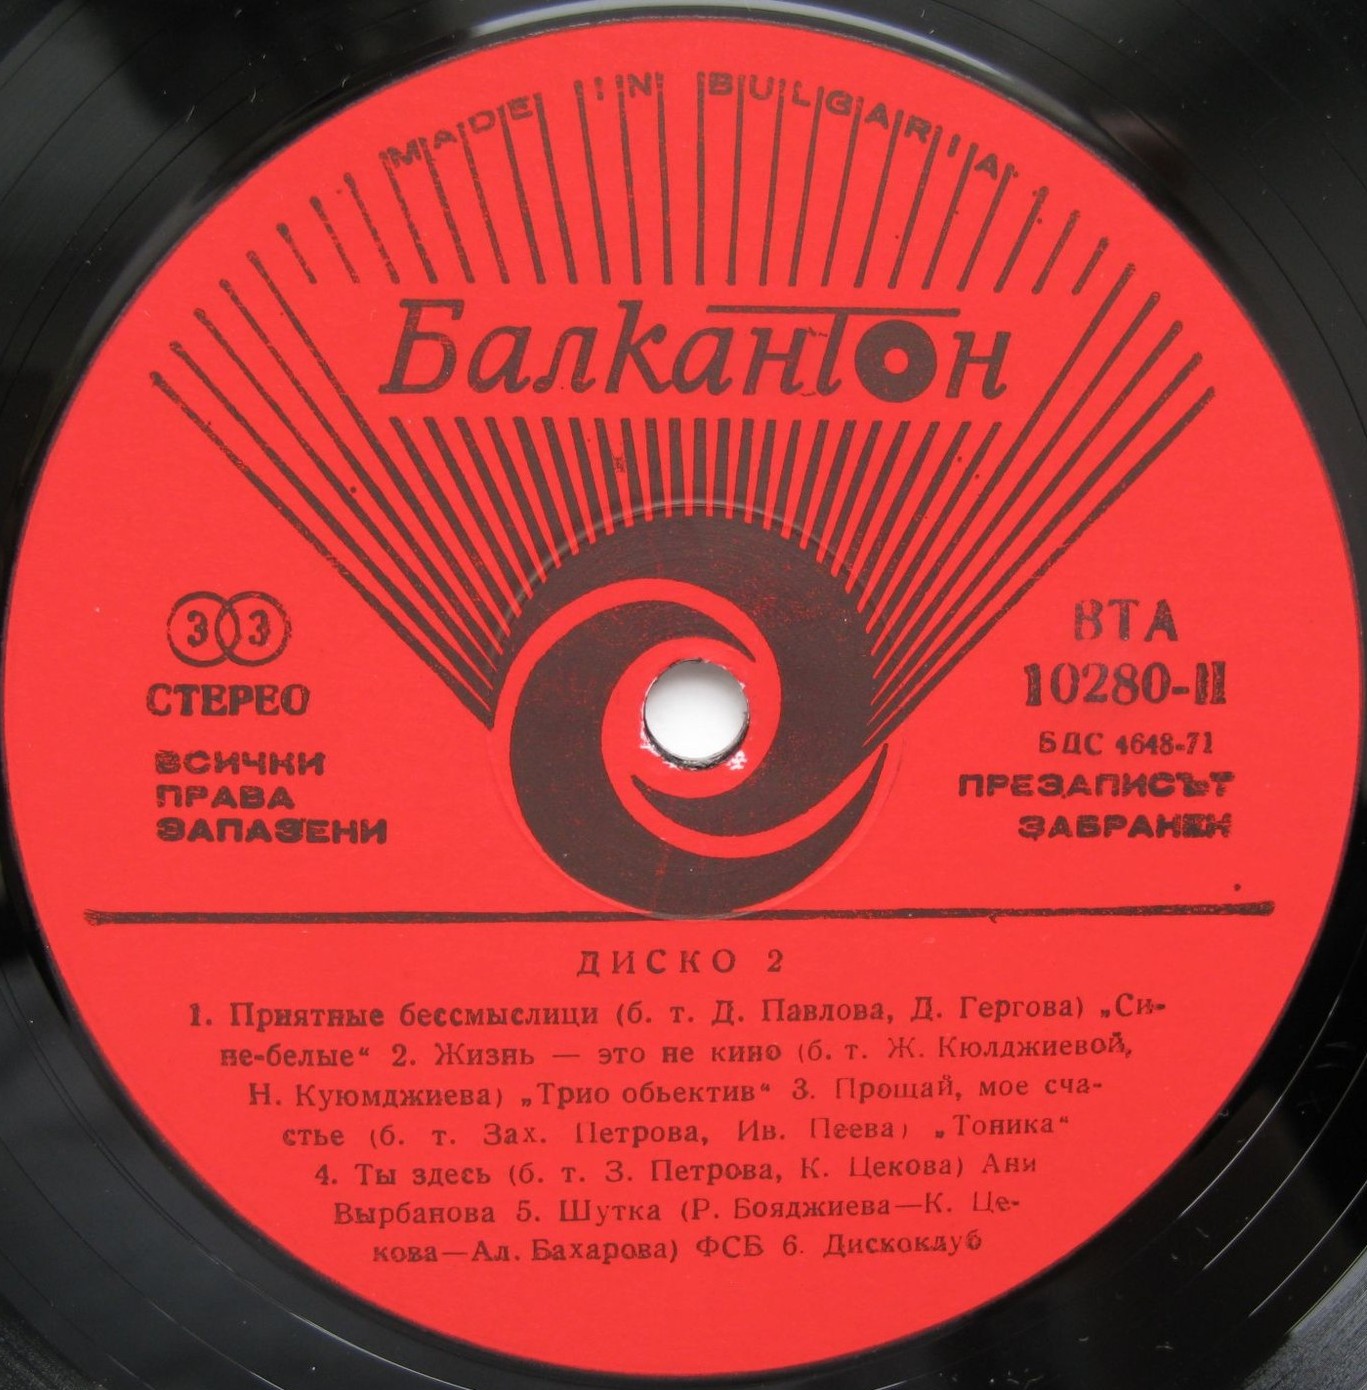 MADE IN BULGARIA
Балкантон
33
СТЕРЕО
ВСИЧКИ
ПРАВА
ЗАПАЗЕНИ
ВТА
10280-II
БДС 4648-71
ПРЕЗАПИСЪТ
ЗАБРАНЕН
ДИСКО 2
1. Приятные бессмыслици (б. т. Д. Павлова, Д. Гергова) „Си-
не-белые“ 2. Жизнь — это не кино (б. т. Ж. Кюлджиевой,
Н. Куюмджиева) „Трио обьектив“ 3. Прощай, мое сча-
стье (б. т. Зах. Петрова, Ив. Пеева) „Тоника“
4. Ты здесь (б. т. З. Петрова, К. Цекова) Ани
Вырбанова 5. Шутка (Р. Бояджиева—К. Це-
кова—Ал. Бахарова) ФСБ 6. Дискоклуб